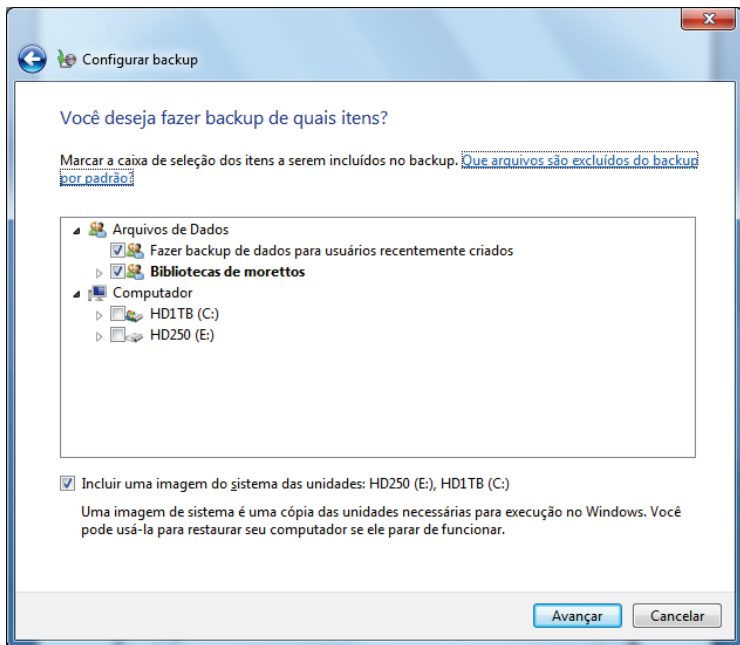 Configurar backup
Você deseja fazer backup de quais itens?
Marcar a caixa de seleção dos itens a serem incluídos no backup. Que arquivos são excluídos do backup
por padrão?
Arquivos de Dados
Fazer backup de dados para usuários recentemente criados
Bibliotecas de morettos
Computador
HD1TB (C:)
HD250 (E:)
Incluir uma imagem do sistema das unidades: HD250 (E:), HD1TB (C:)
Uma imagem de sistema é uma cópia das unidades necessárias para execução no Windows. Você
pode usá-la para restaurar seu computador se ele parar de funcionar.
Avançar Cancelar